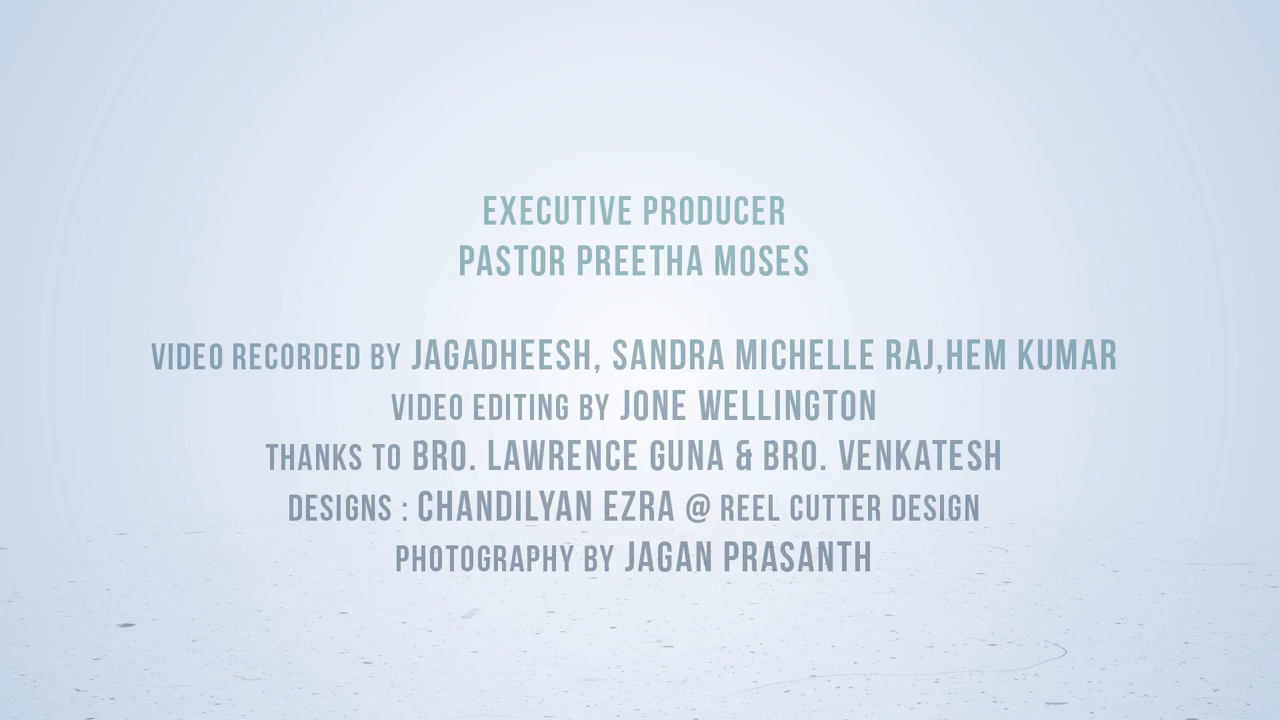 EXECUTIVE PRODUCER
PASTOR PREETHA MOSES
VIDEO RECORDED BY JAGADHEESH, SANDRA MICHELLE RAJ,HEM KUMAR
VIDEO EDITING BY JONE WELLINGTON
THANKS TO BRO. LAWRENCE GUNA & BRO. VENKATESH
DESIGNS : CHANDILYAN EZRA @ REEL CUTTER DESIGN
PHOTOGRAPHY BY JAGAN PRASANTH